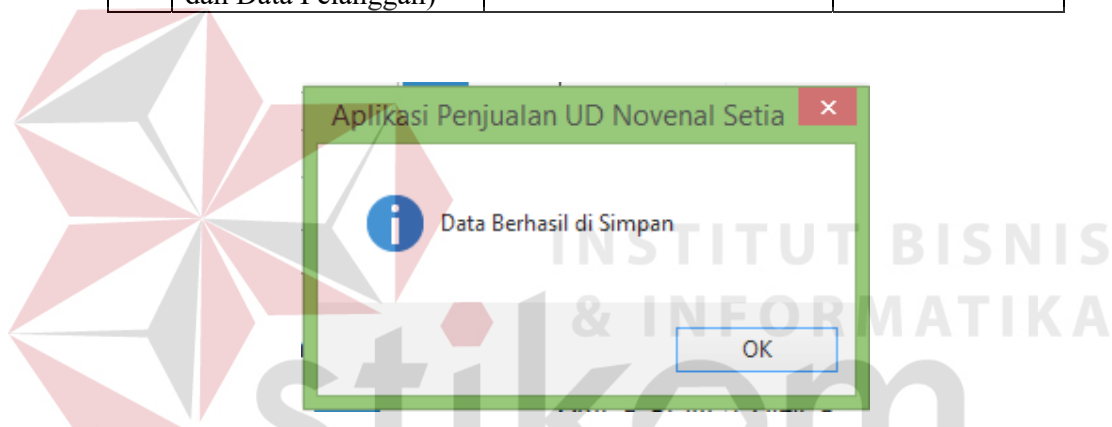 dan Data Pelanggan)
Aplikasi Penjualan UD Novenal Setia
Data Berhasil di Simpan
INSTITUT BISNIS
& INFORMATIKA
OK
stikom